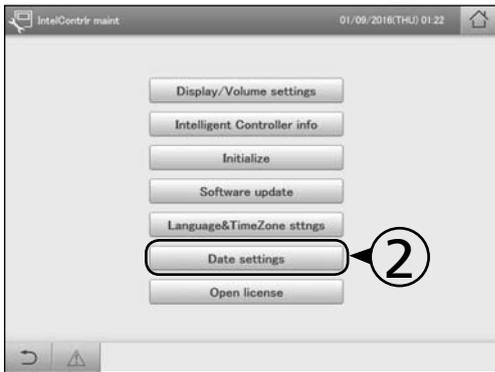 IntelContrlr maint 01/09/2016(THU) 01:22
Display/Volume settings
Intelligent Controller info
Initialize
Software update
Language&TimeZone sttngs
Date settings
2
Open license